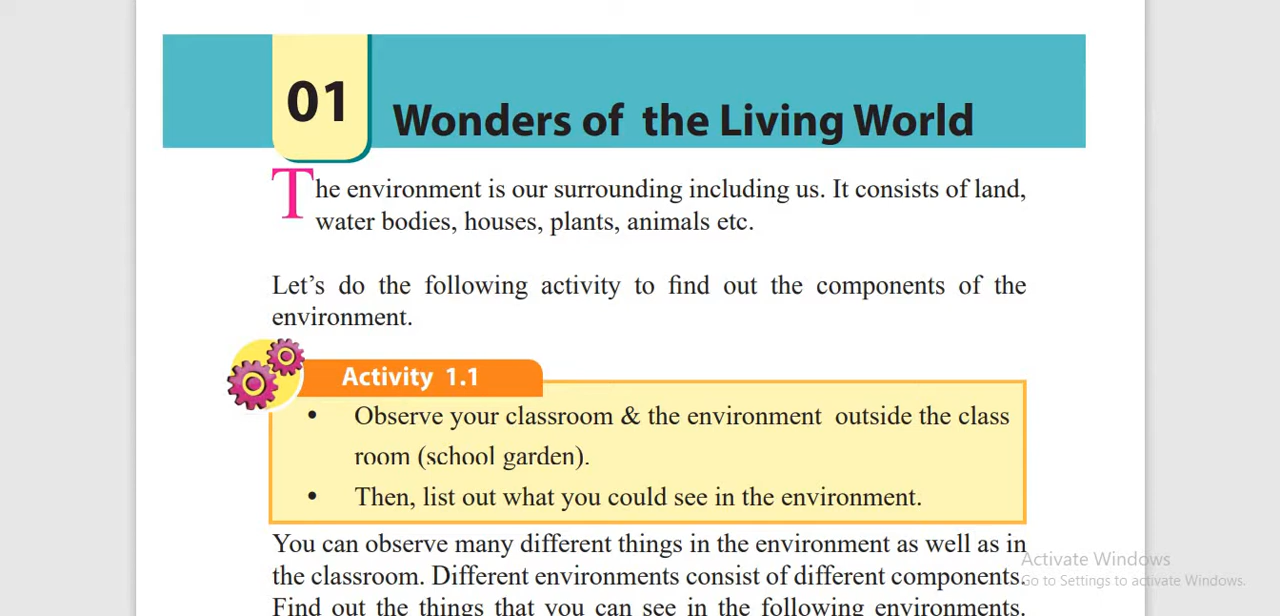 01
Wonders of the Living World
The environment is our surrounding including us. It consists of land,
water bodies, houses, plants, animals etc.
Let's do the following activity to find out the components of the
environment.
Activity 1.1
• Observe your classroom & the environment outside the class
room (school garden).
• Then, list out what you could see in the environment.
You can observe many different things in the environment as well as in
the classroom. Different environments consist of different components.
Find out the things that you can see in the following environments.
Activate Windows
Go to Settings to activate Windows.